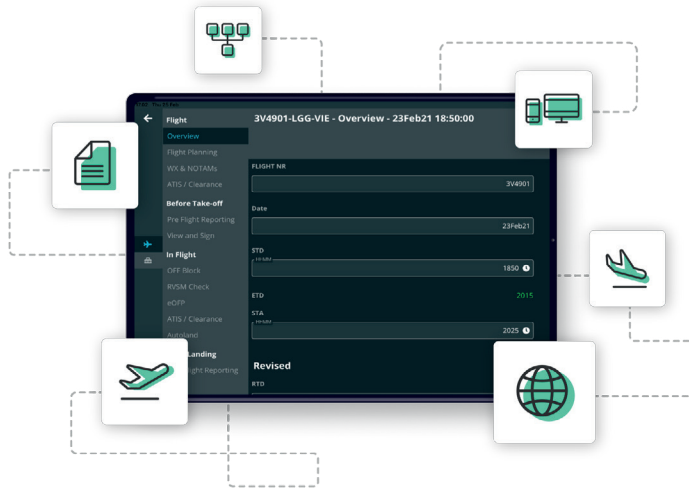 Flight
3V4901-LGG-VIE - Overview - 23Feb21 18:50:00
Overview
Flight Planning
WX & NOTAMs
ATIS / Clearance
Before Take-off
Pre Flight Reporting
View and Sign
In Flight
OFF Block
RVSM Check
eOFP
ATIS / Clearance
Autoland
Landing
Reporting
FLIGHT NR
3V4901
Date
23Feb21
STD
HHMM
1850
ETD
2015
STA
HHMM
2025
Revised
RTD